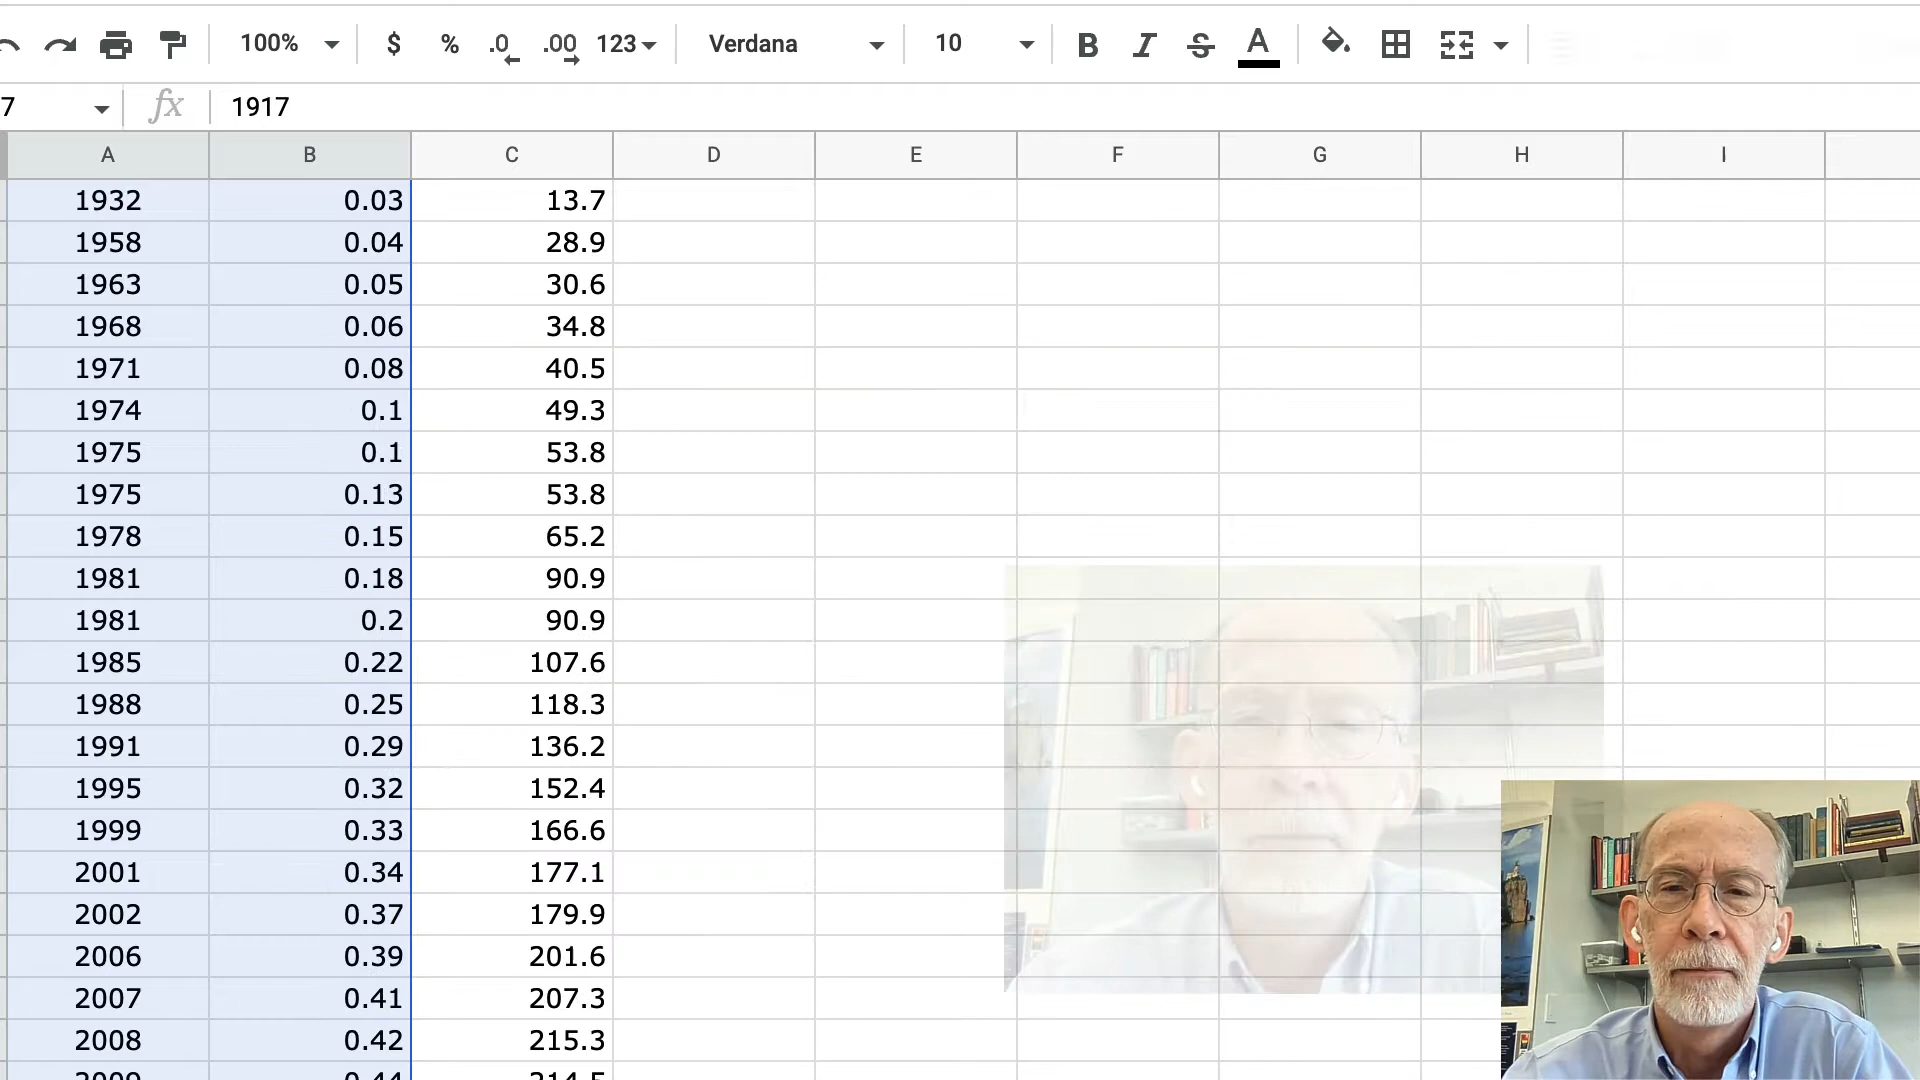 100% $ % .0 .00 123 Verdana 10 B I S A
7 fx 1917
A B C D E F G H I
1932 0.03 13.7
1958 0.04 28.9
1963 0.05 30.6
1968 0.06 34.8
1971 0.08 40.5
1974 0.1 49.3
1975 0.1 53.8
1975 0.13 53.8
1978 0.15 65.2
1981 0.18 90.9
1981 0.2 90.9
1985 0.22 107.6
1988 0.25 118.3
1991 0.29 136.2
1995 0.32 152.4
1999 0.33 166.6
2001 0.34 177.1
2002 0.37 179.9
2006 0.39 201.6
2007 0.41 207.3
2008 0.42 215.3
2009 0.44 214.5